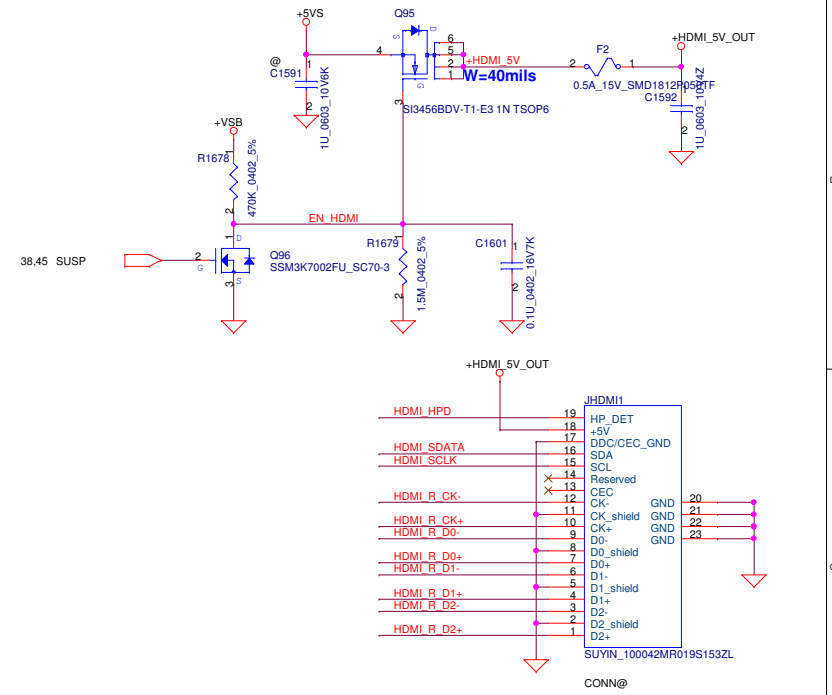 +5VS
Q95
S
D
4
6
5
2
1
+HDMI_5V
W=40mils
G
3
SI3456BDV-T1-E3 1N TSOP6
@
C1591
1
2
1U_0603_10V6K
F2
2
1
0.5A_15V_SMD1812P050TF
+HDMI_5V_OUT
C1592
2
+VSB
R1678
1
2
470K_0402_5%
EN_HDMI
38,45 SUSP
2
G
1
D
3
S
Q96
SSM3K7002FU_SC70-3
R1679
1
2
1.5M_0402_5%
C1601
1
2
0.1U_0402_16V7K
+HDMI_5V_OUT
JHDMI1
HDMI_HPD 19 HP_DET
18 +5V
17 DDC/CEC_GND
HDMI_SDATA 16 SDA
HDMI_SCLK 15 SCL
14 Reserved
13 CEC
HDMI_R_CK- 12 CK- GND 20
11 CK_shield GND 21
HDMI_R_CK+ 10 CK+ GND 22
HDMI_R_D0- 9 D0- GND 23
8 D0_shield
HDMI_R_D0+ 7 D0+
HDMI_R_D1- 6 D1-
5 D1_shield
HDMI_R_D1+ 4 D1+
HDMI_R_D2- 3 D2-
2 D2_shield
HDMI_R_D2+ 1 D2+
SUYIN_100042MR019S153ZL
CONN@